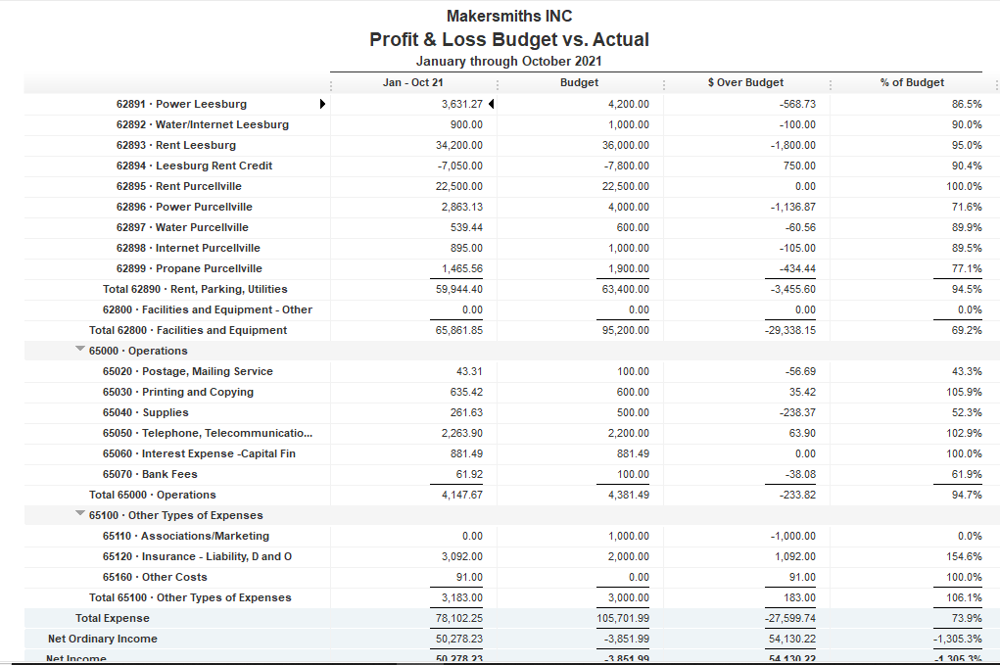 Makersmiths INC
Profit & Loss Budget vs. Actual
January through October 2021
Jan - Oct 21 Budget $ Over Budget % of Budget
62891 · Power Leesburg 3,631.27 4,200.00 -568.73 86.5%
62892 · Water/Internet Leesburg 900.00 1,000.00 -100.00 90.0%
62893 · Rent Leesburg 34,200.00 36,000.00 -1,800.00 95.0%
62894 · Leesburg Rent Credit -7,050.00 -7,800.00 750.00 90.4%
62895 · Rent Purcellville 22,500.00 22,500.00 0.00 100.0%
62896 · Power Purcellville 2,863.13 4,000.00 -1,136.87 71.6%
62897 · Water Purcellville 539.44 600.00 -60.56 89.9%
62898 · Internet Purcellville 895.00 1,000.00 -105.00 89.5%
62899 · Propane Purcellville 1,465.56 1,900.00 -434.44 77.1%
Total 62890 · Rent, Parking, Utilities 59,944.40 63,400.00 -3,455.60 94.5%
62800 · Facilities and Equipment - Other 0.00 0.00 0.00 0.0%
Total 62800 · Facilities and Equipment 65,861.85 95,200.00 -29,338.15 69.2%
65000 · Operations
65020 · Postage, Mailing Service 43.31 100.00 -56.69 43.3%
65030 · Printing and Copying 635.42 600.00 35.42 105.9%
65040 · Supplies 261.63 500.00 -238.37 52.3%
65050 · Telephone, Telecommunicatio... 2,263.90 2,200.00 63.90 102.9%
65060 · Interest Expense -Capital Fin 881.49 881.49 0.00 100.0%
65070 · Bank Fees 61.92 100.00 -38.08 61.9%
Total 65000 · Operations 4,147.67 4,381.49 -233.82 94.7%
65100 · Other Types of Expenses
65110 · Associations/Marketing 0.00 1,000.00 -1,000.00 0.0%
65120 · Insurance - Liability, D and O 3,092.00 2,000.00 1,092.00 154.6%
65160 · Other Costs 91.00 0.00 91.00 100.0%
Total 65100 · Other Types of Expenses 3,183.00 3,000.00 183.00 106.1%
Total Expense 78,102.25 105,701.99 -27,599.74 73.9%
Net Ordinary Income 50,278.23 -3,851.99 54,130.22 -1,305.3%
Net Income 50,278.23 -3,851.99 54,130.22 -1,305.3%